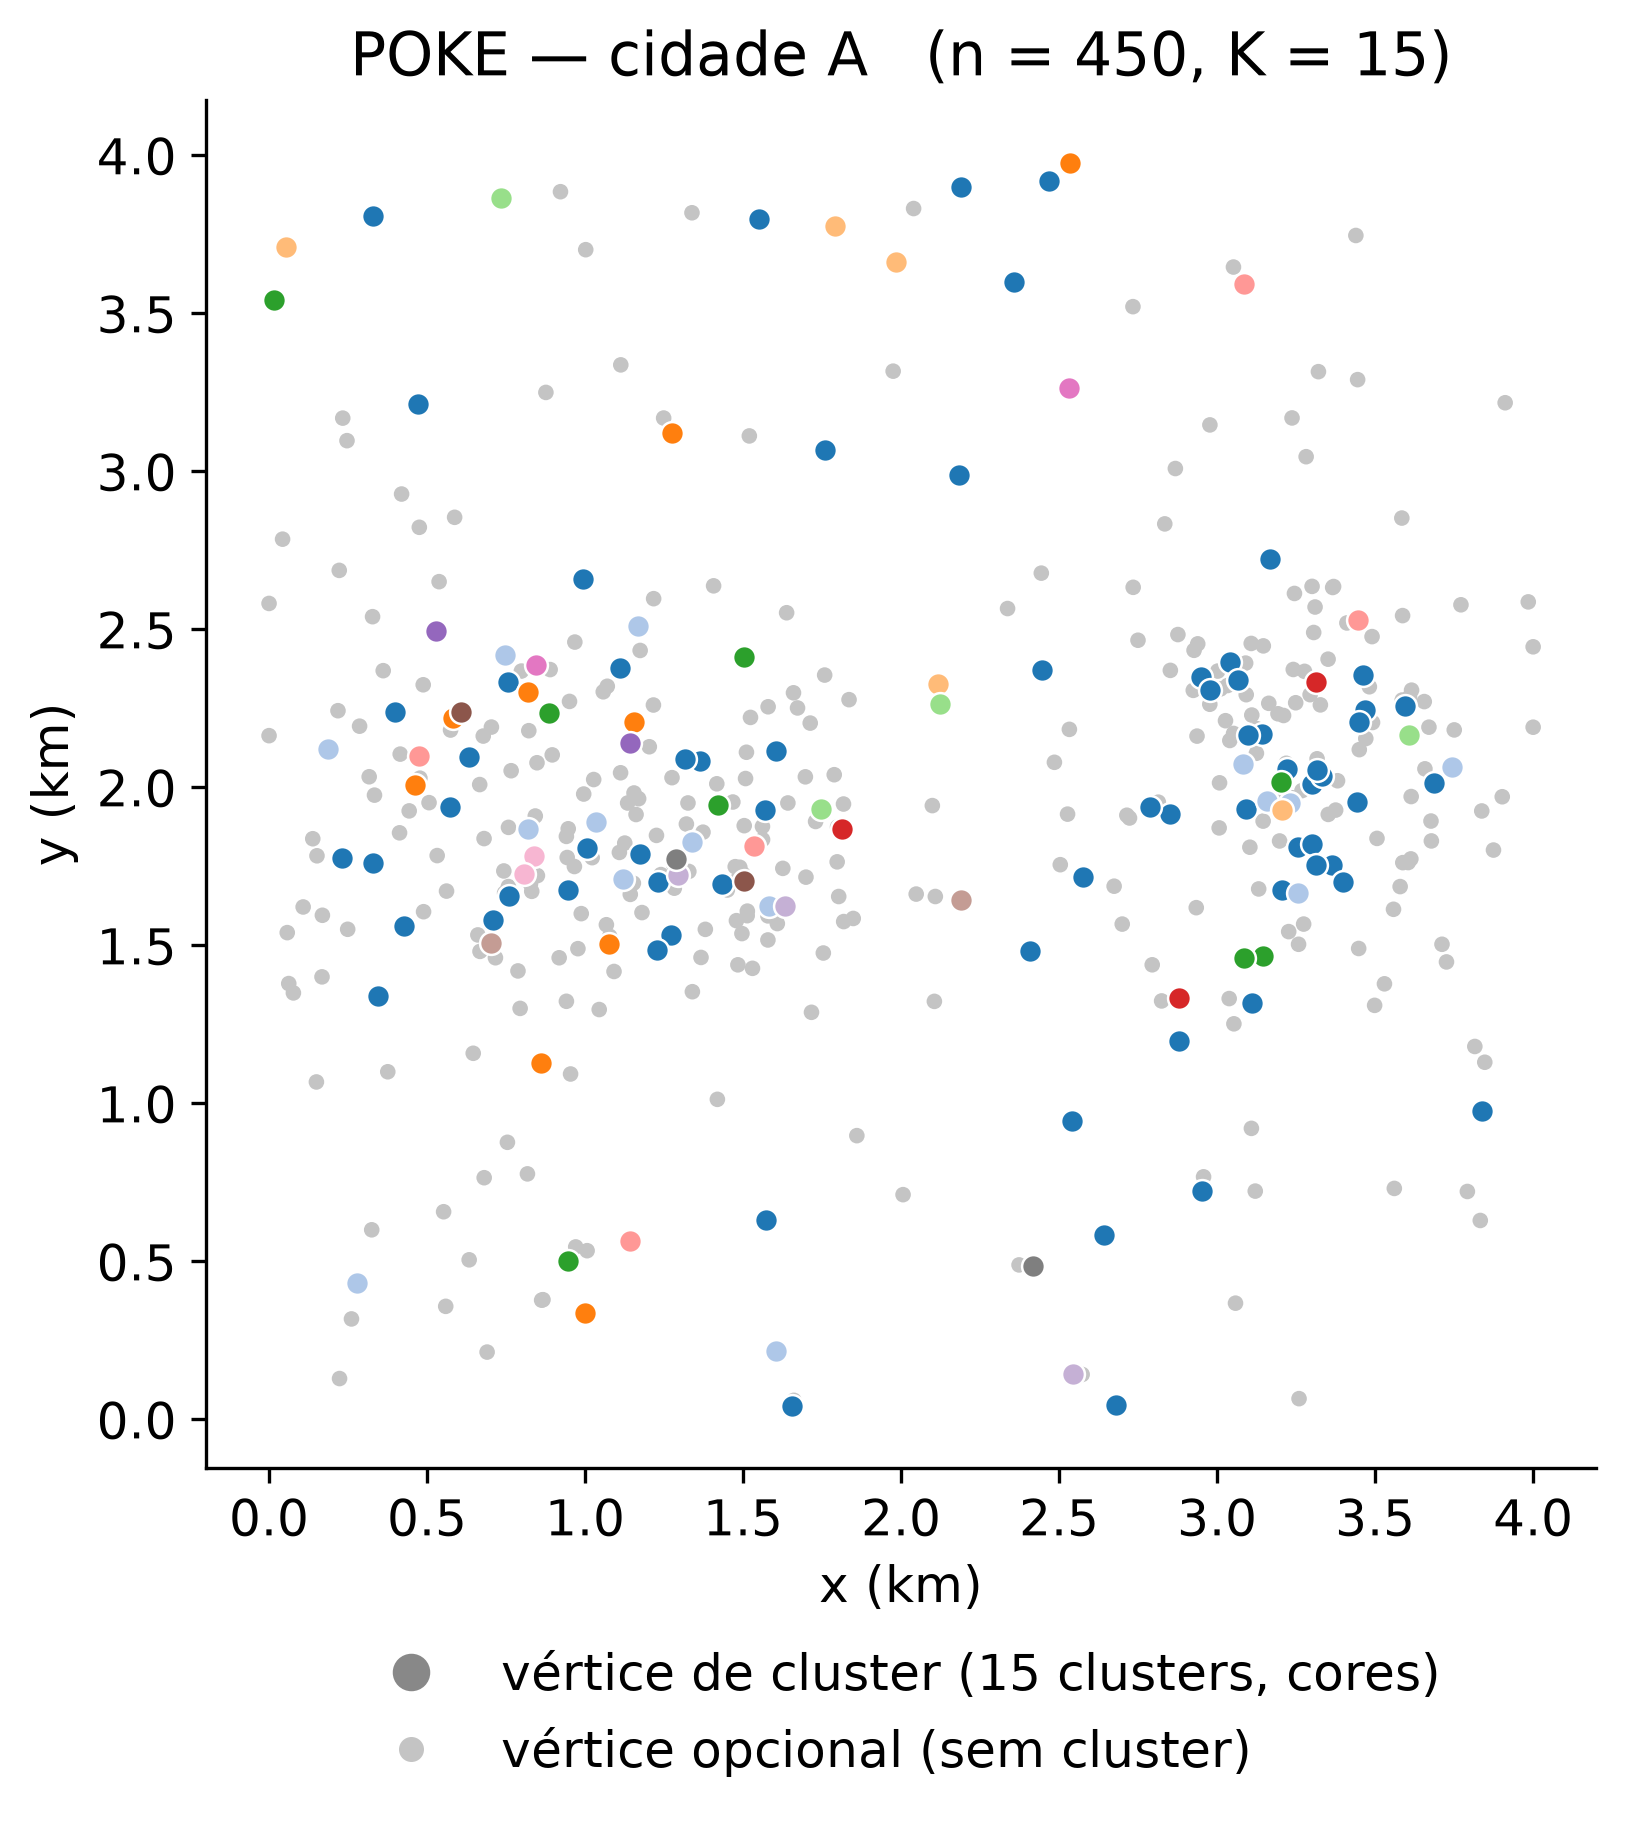 POKE — cidade A (n = 450, K = 15)
4.0
3.5
3.0
2.5
2.0
1.5
1.0
0.5
0.0
y (km)
0.0 0.5 1.0 1.5 2.0 2.5 3.0 3.5 4.0
x (km)
vértice de cluster (15 clusters, cores)
vértice opcional (sem cluster)